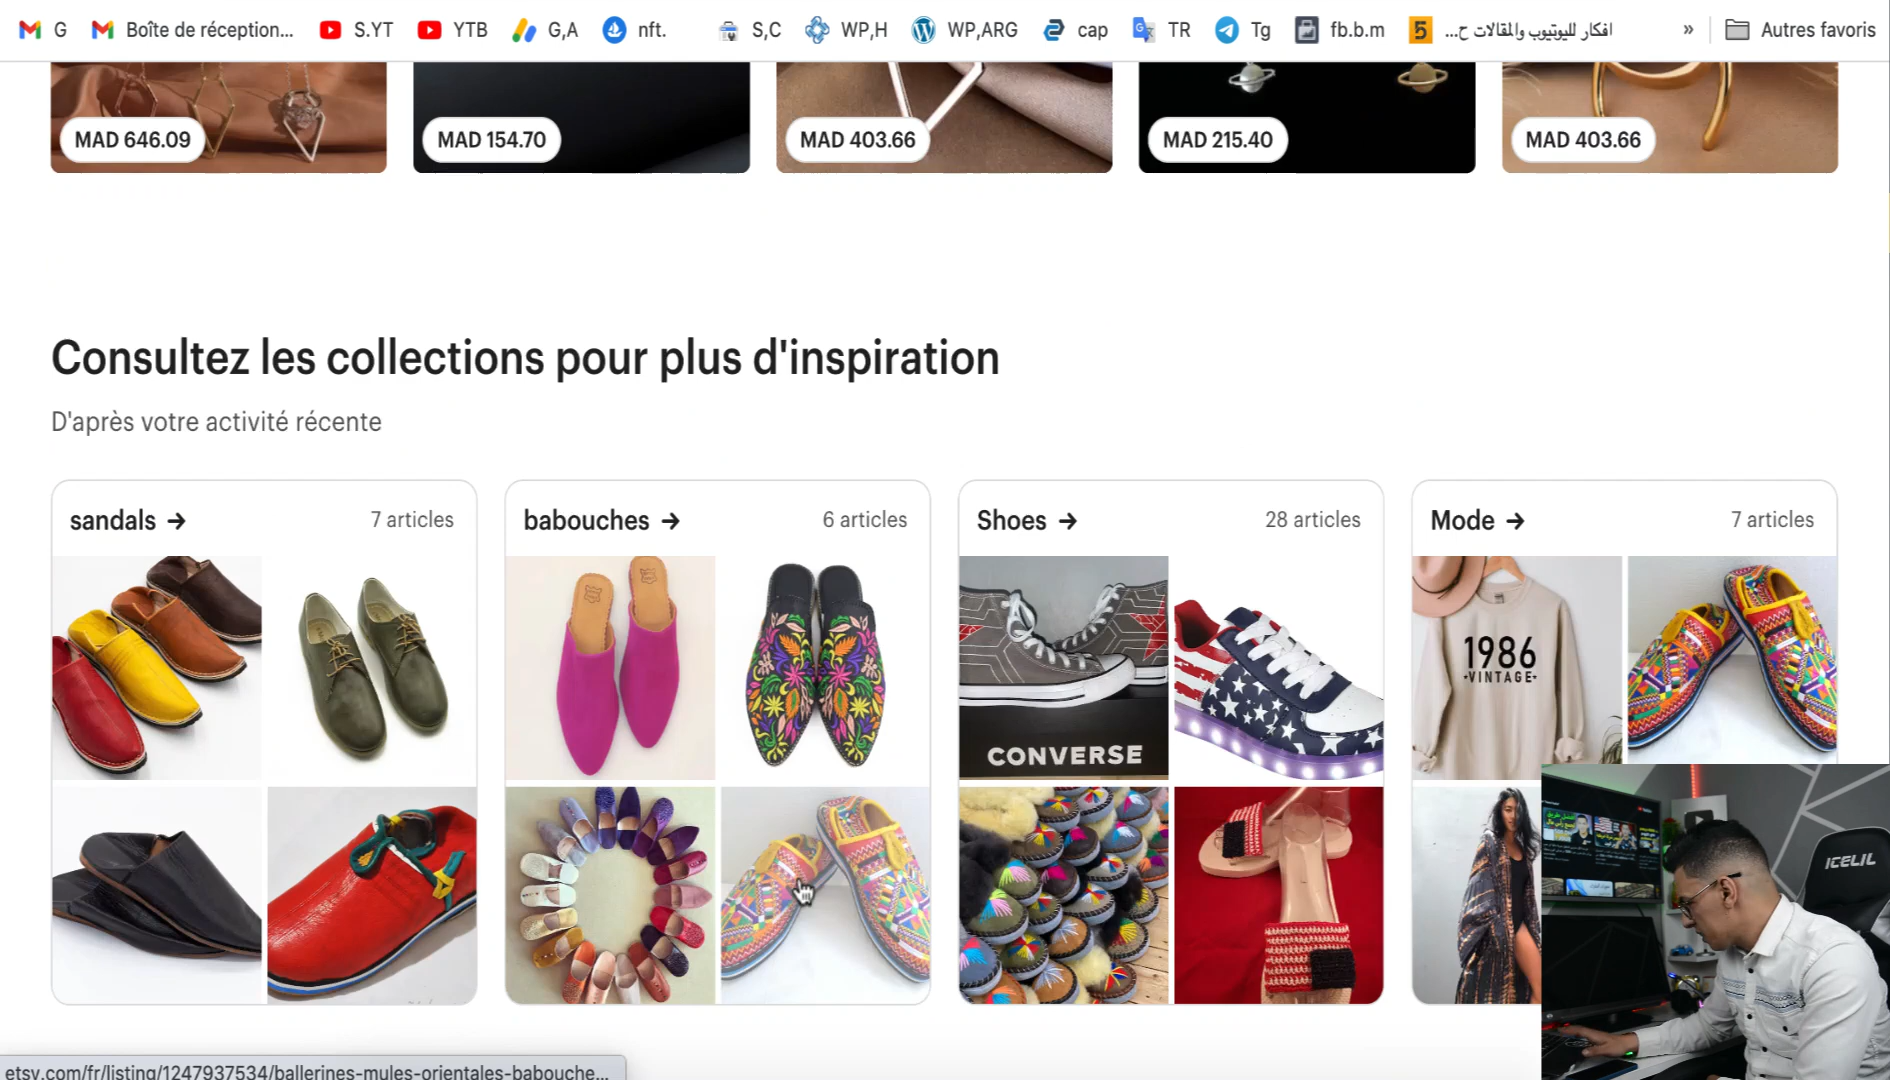 G
Boîte de réception...
S.YT
YTB
G,A
nft.
S,C
WP,H
WP,ARG
cap
TR
Tg
fb.b.m
افكار لليوتيوب والمقالات ح...
»
Autres favoris
MAD 646.09
MAD 154.70
MAD 403.66
MAD 215.40
MAD 403.66
Consultez les collections pour plus d'inspiration
D'après votre activité récente
sandals →
7 articles
babouches →
6 articles
Shoes →
28 articles
Mode →
7 articles
CONVERSE
1986
VINTAGE
ICELIL
etsy.com/fr/listing/1247937534/ballerines-mules-orientales-babouche...